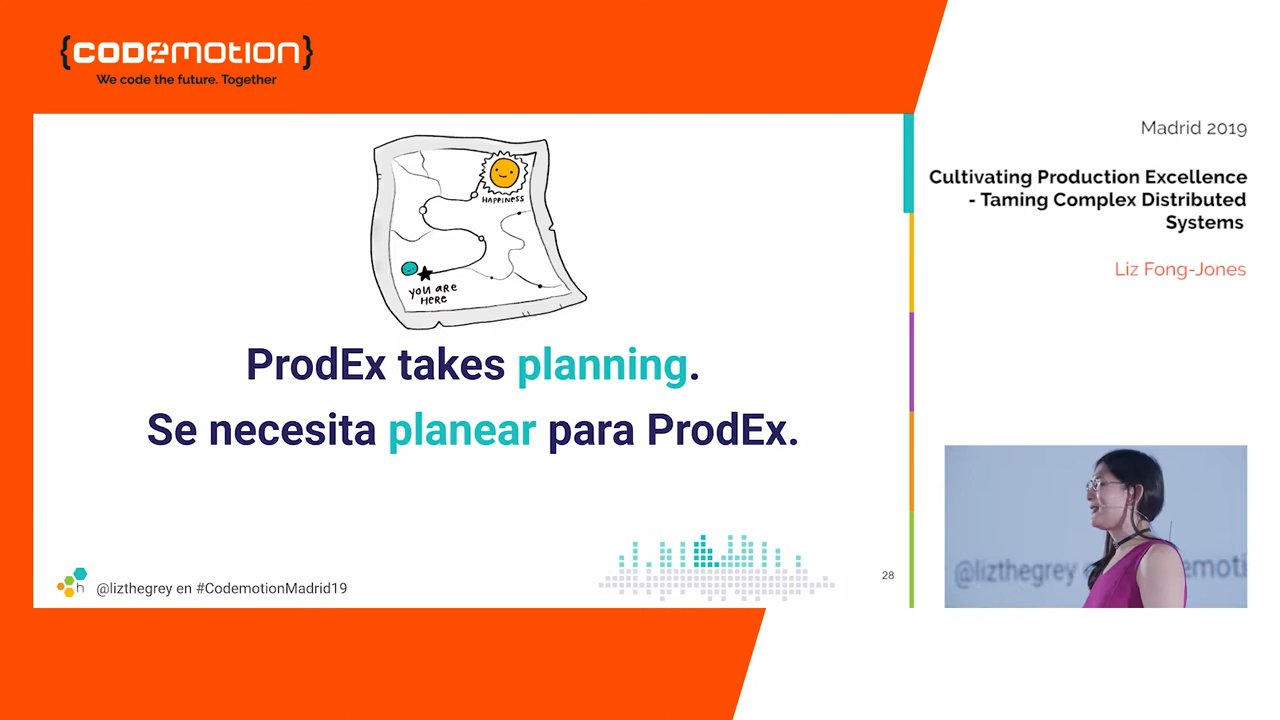 {CODEMOTION}
We code the future. Together
Madrid 2019
Cultivating Production Excellence
- Taming Complex Distributed
Systems
Liz Fong-Jones
HAPPINESS
YOU ARE
HERE
ProdEx takes planning.
Se necesita planear para ProdEx.
h
@lizthegrey en #CodemotionMadrid19
28
@lizthegrey